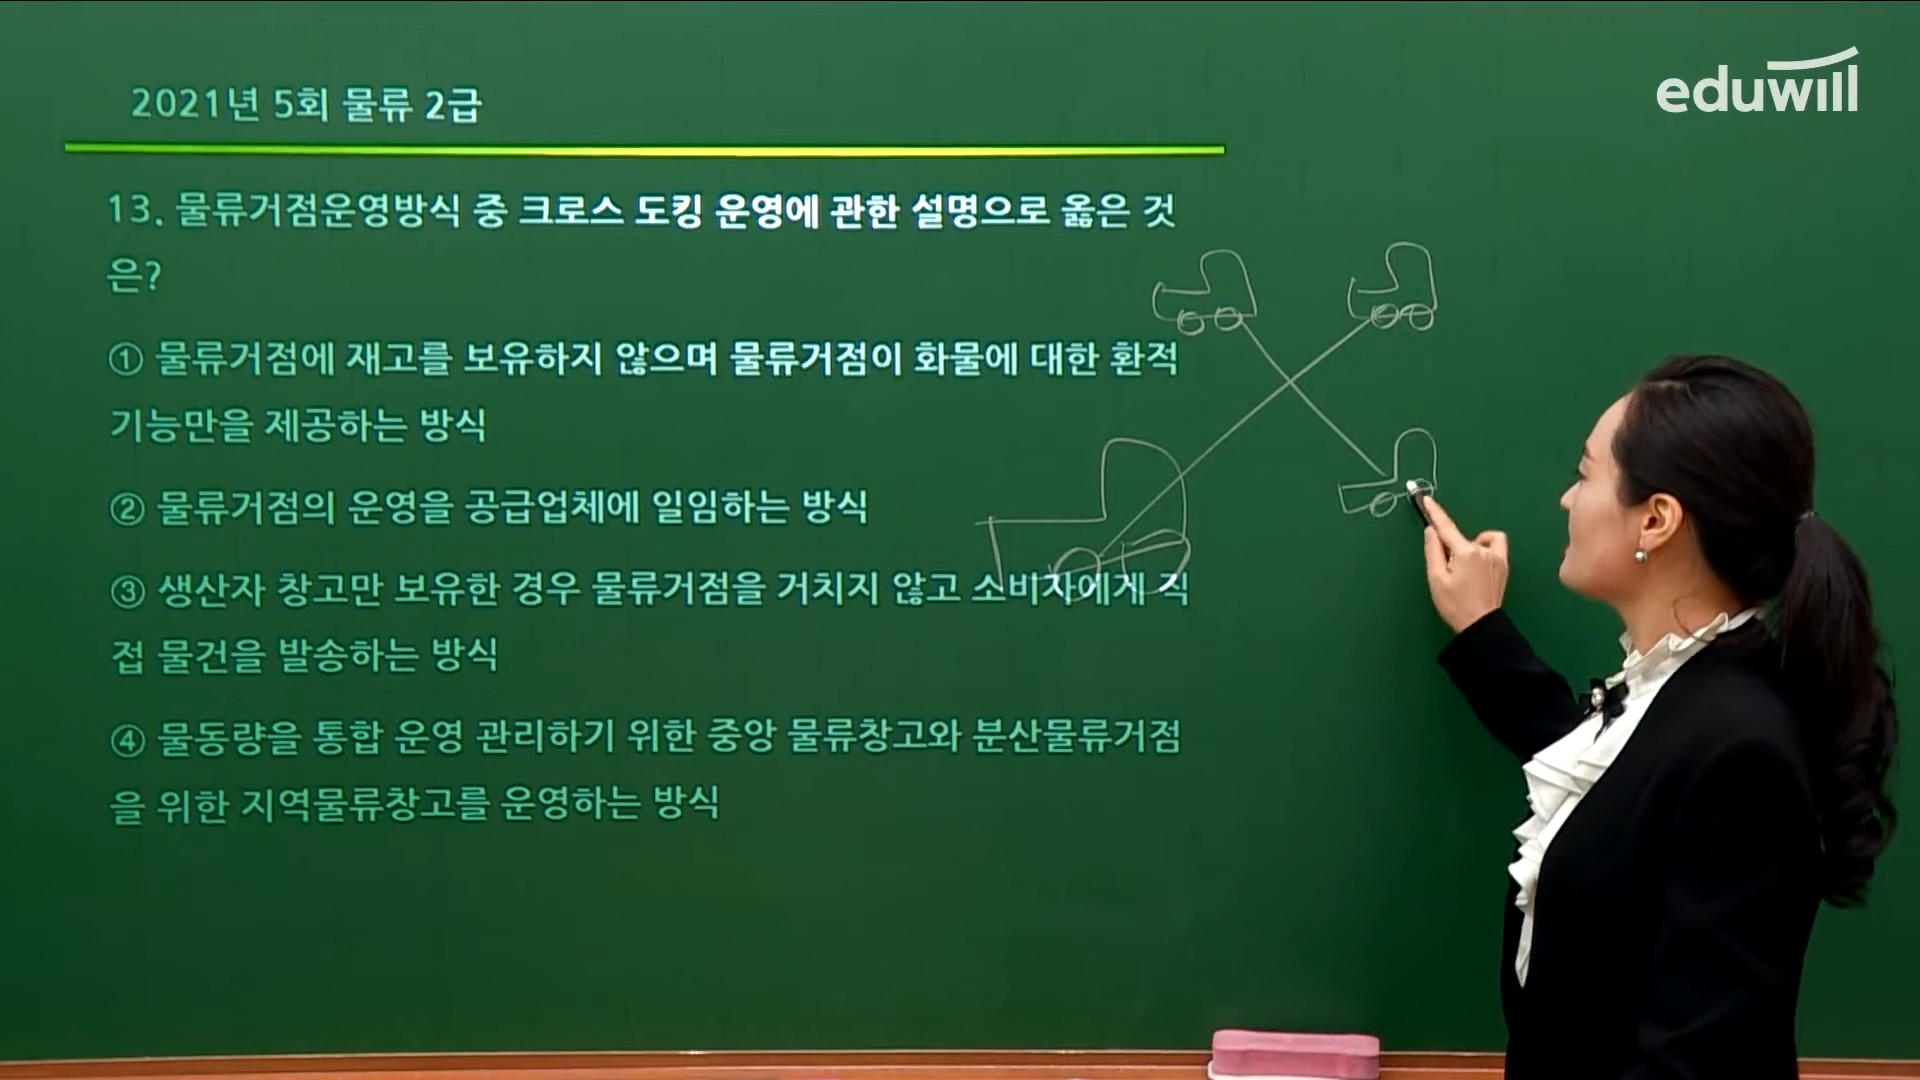 eduwill
2021년 5회 물류 2급
13. 물류거점운영방식 중 크로스 도킹 운영에 관한 설명으로 옳은 것
은?
① 물류거점에 재고를 보유하지 않으며 물류거점이 화물에 대한 환적
기능만을 제공하는 방식
② 물류거점의 운영을 공급업체에 일임하는 방식
③ 생산자 창고만 보유한 경우 물류거점을 거치지 않고 소비자에게 직
접 물건을 발송하는 방식
④ 물동량을 통합 운영 관리하기 위한 중앙 물류창고와 분산물류거점
을 위한 지역물류창고를 운영하는 방식